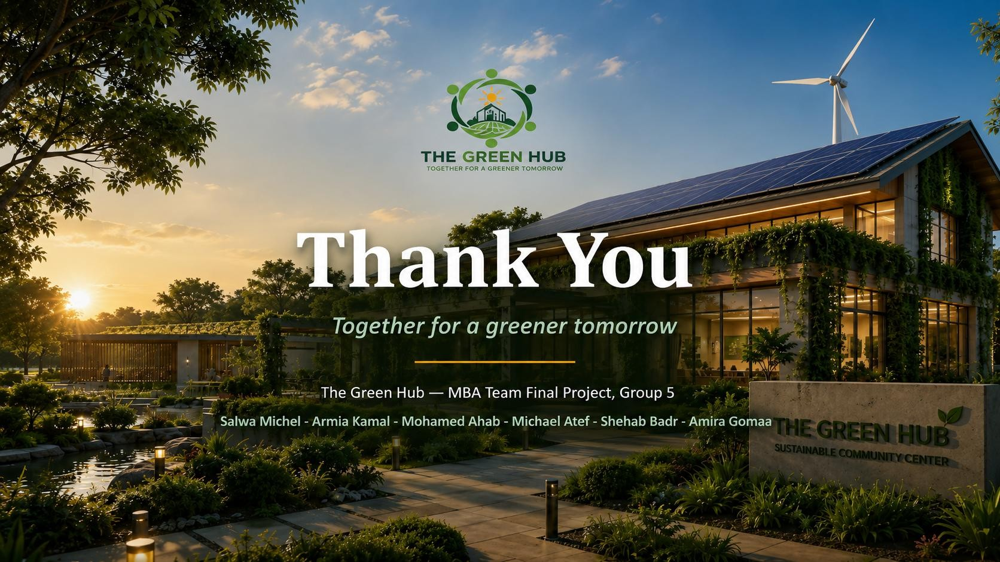 THE GREEN HUB
TOGETHER FOR A GREENER TOMORROW
Thank You
Together for a greener tomorrow
The Green Hub — MBA Team Final Project, Group 5
Salwa Michel - Armia Kamal - Mohamed Ahab - Michael Atef - Shehab Badr - Amira Gomaa
THE GREEN HUB
SUSTAINABLE COMMUNITY CENTER